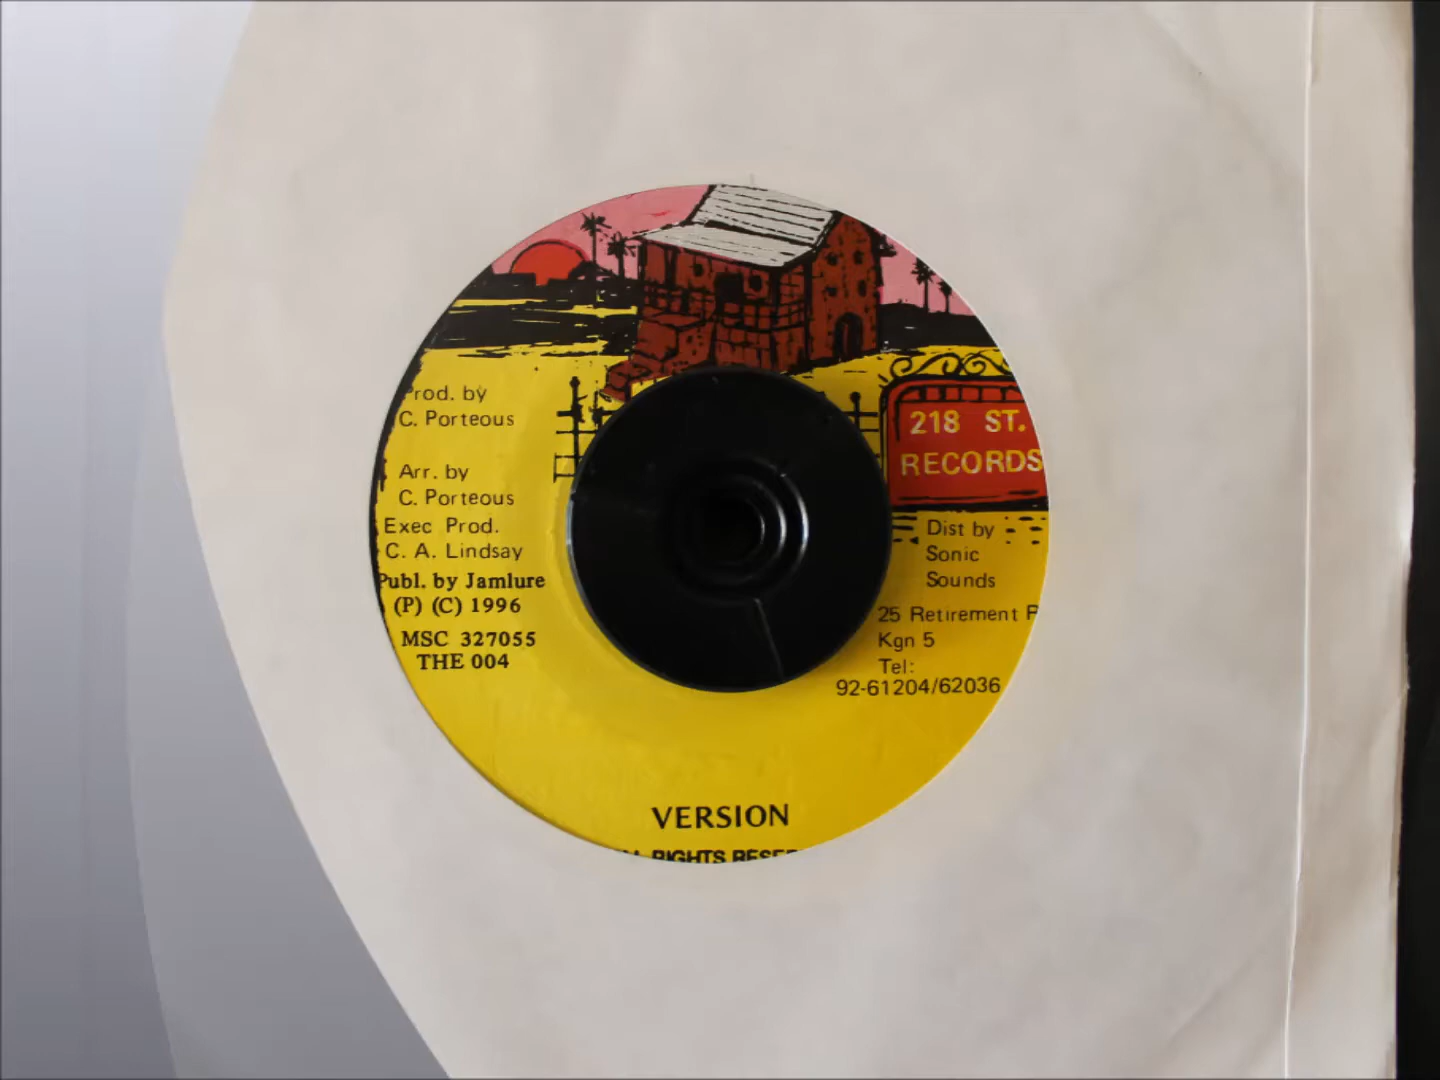 218 ST.
RECORDS
Prod. by
C. Porteous
Arr. by
C. Porteous
Exec Prod.
C. A. Lindsay
Publ. by Jamlure
(P) (C) 1996
MSC 327055
THE 004
Dist by
Sonic
Sounds
25 Retirement
Kgn 5
Tel:
92-61204/62036
VERSION
RIGHTS